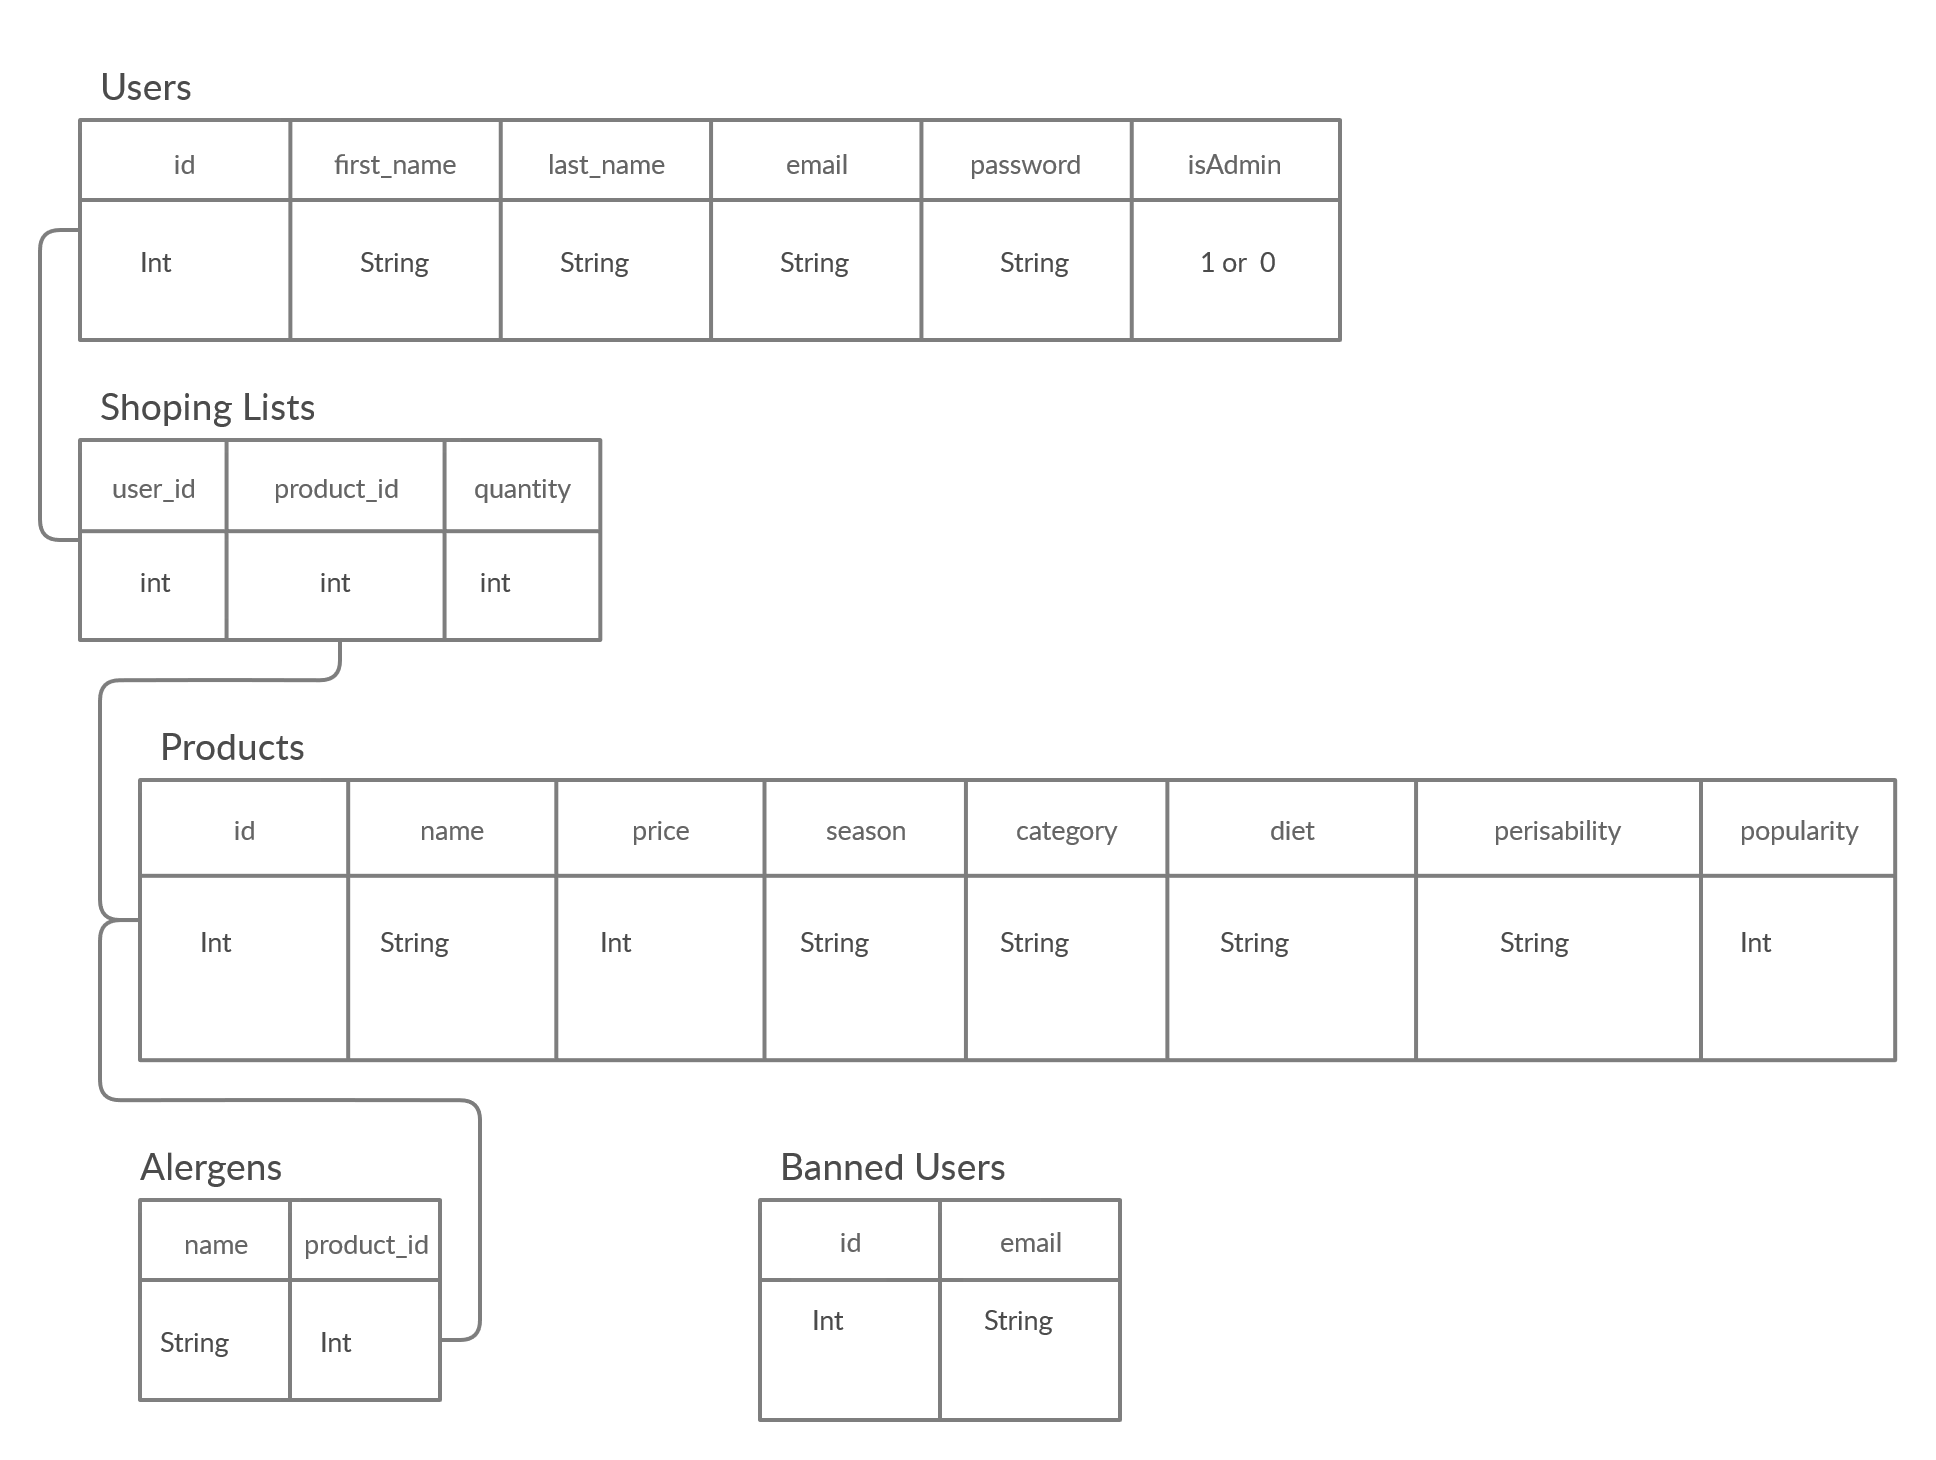 Users
id first_name last_name email password isAdmin
Int String String String String 1 or 0
Shoping Lists
user_id product_id quantity
int int int
Products
id name price season category diet perisability popularity
Int String Int String String String String Int
Alergens
name product_id
String Int
Banned Users
id email
Int String